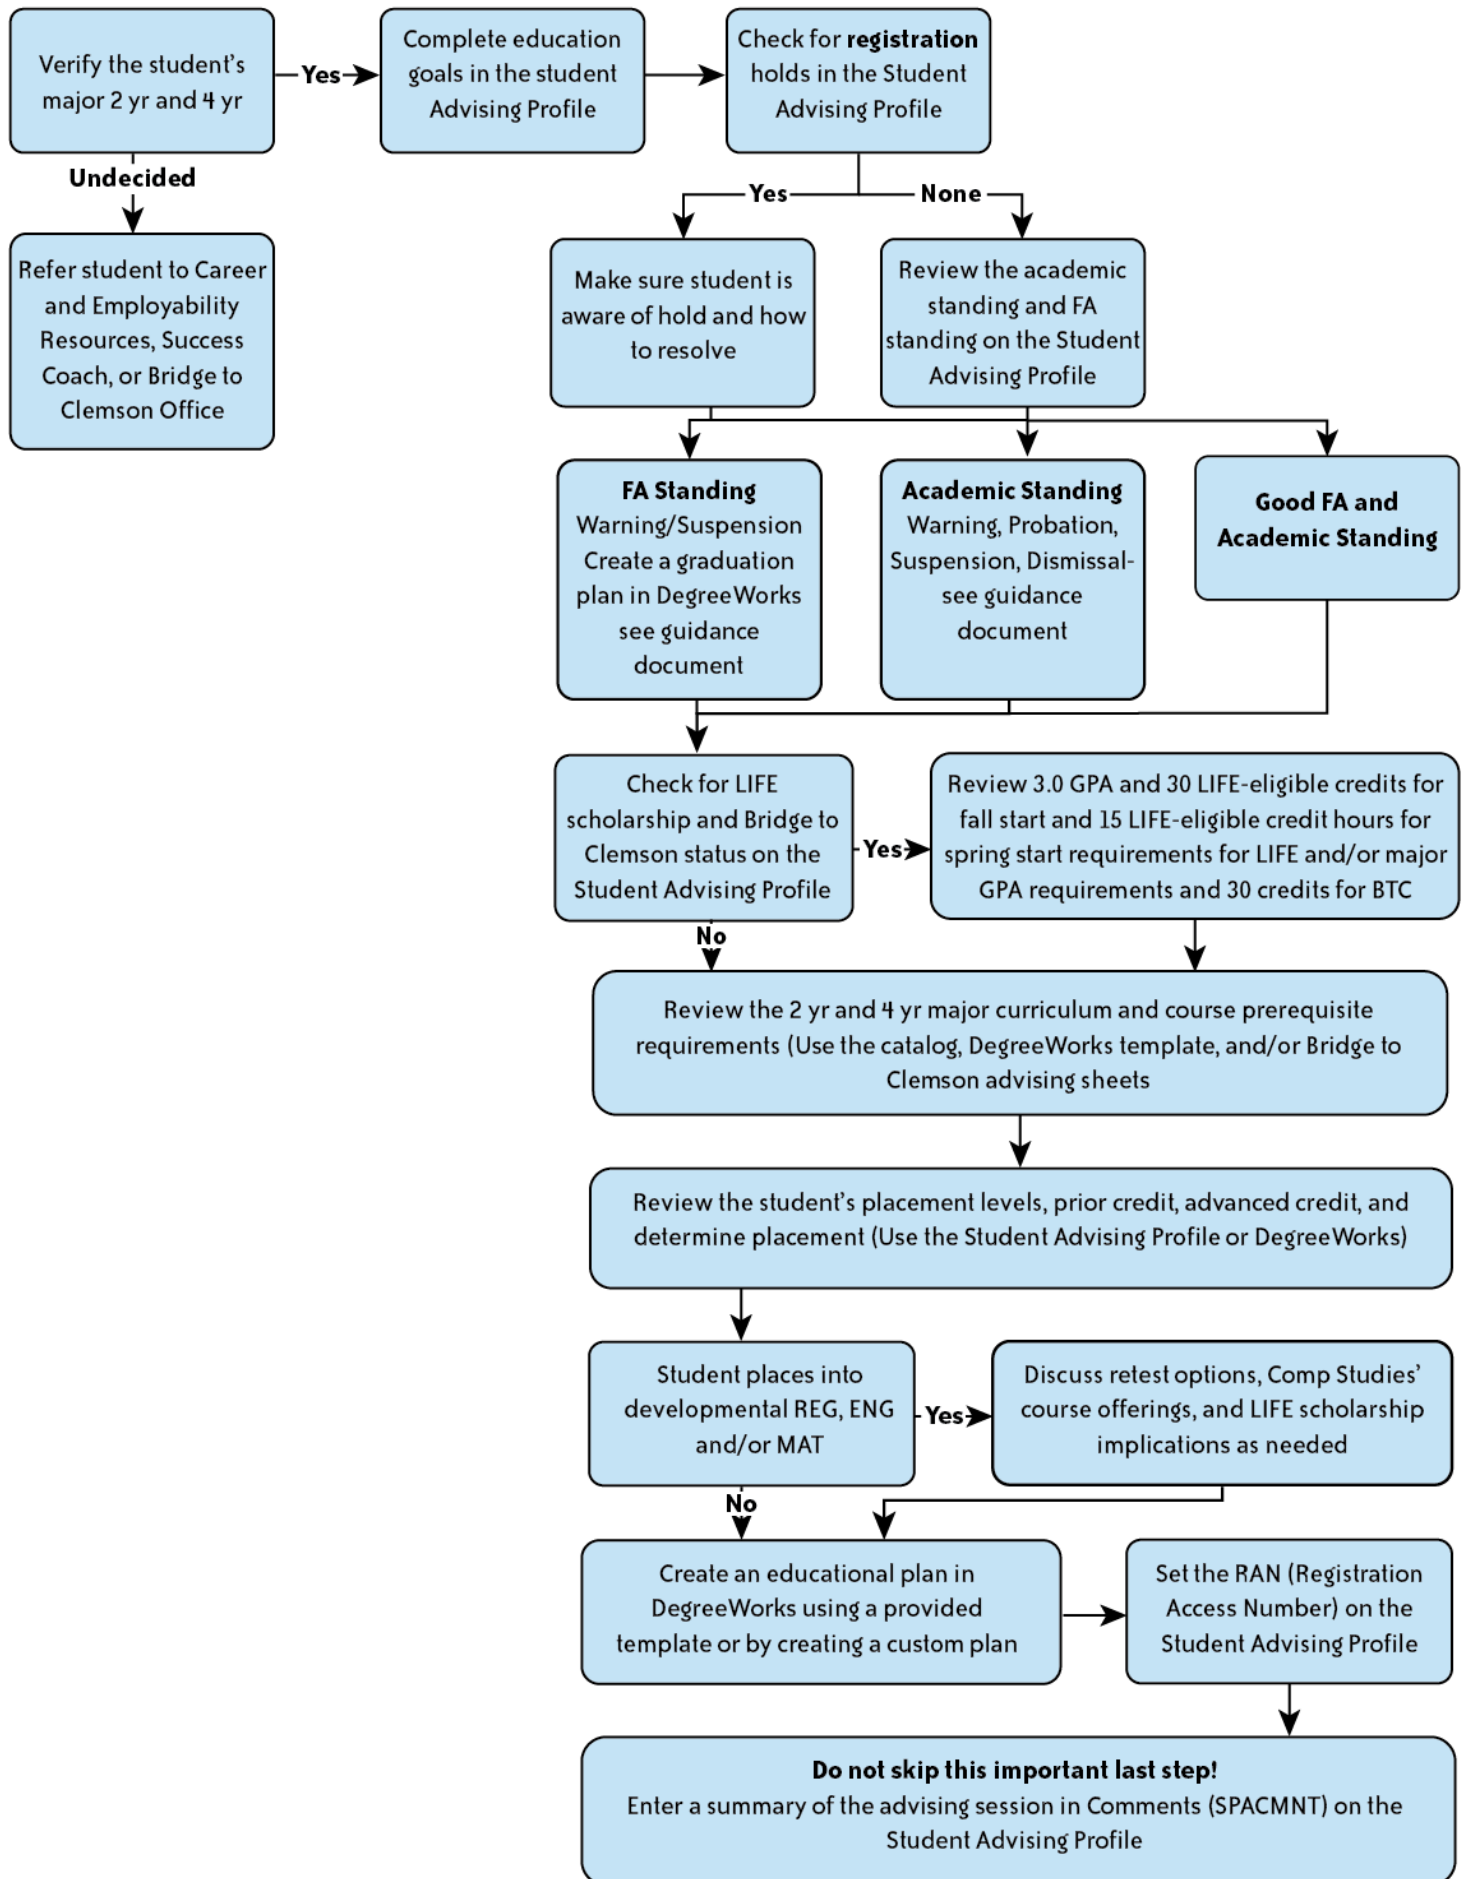 Verify the student's
major 2 yr and 4 yr
Yes
Complete education
goals in the student
Advising Profile
Check for registration
holds in the Student
Advising Profile
Undecided
Refer student to Career
and Employability
Resources, Success
Coach, or Bridge to
Clemson Office
Yes
None
Make sure student is
aware of hold and how
to resolve
Review the academic
standing and FA
standing on the Student
Advising Profile
FA Standing
Warning/Suspension
Create a graduation
plan in DegreeWorks
see guidance
document
Academic Standing
Warning, Probation,
Suspension, Dismissal-
see guidance
document
Good FA and
Academic Standing
Check for LIFE
scholarship and Bridge to
Clemson status on the
Student Advising Profile
Yes
Review 3.0 GPA and 30 LIFE-eligible credits for
fall start and 15 LIFE-eligible credit hours for
spring start requirements for LIFE and/or major
GPA requirements and 30 credits for BTC
No
Review the 2 yr and 4 yr major curriculum and course prerequisite
requirements (Use the catalog, DegreeWorks template, and/or Bridge to
Clemson advising sheets
Review the student's placement levels, prior credit, advanced credit, and
determine placement (Use the Student Advising Profile or DegreeWorks)
Student places into
developmental REG, ENG
and/or MAT
Yes
Discuss retest options, Comp Studies'
course offerings, and LIFE scholarship
implications as needed
No
Create an educational plan in
DegreeWorks using a provided
template or by creating a custom plan
Set the RAN (Registration
Access Number) on the
Student Advising Profile
Do not skip this important last step!
Enter a summary of the advising session in Comments (SPACMNT) on the
Student Advising Profile